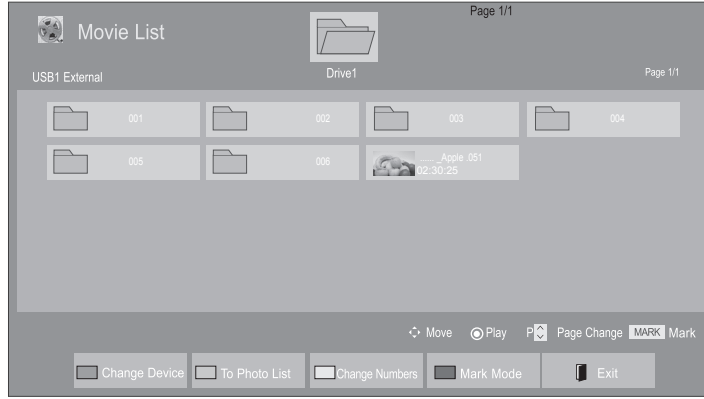 Page 1/1
Movie List
Drive1
USB1 External
Page 1/1
001
002
003
004
005
006
...... _Apple .051
02:30:25
Move
Play
P
Page Change
MARK
Mark
Change Device
To Photo List
Change Numbers
Mark Mode
Exit